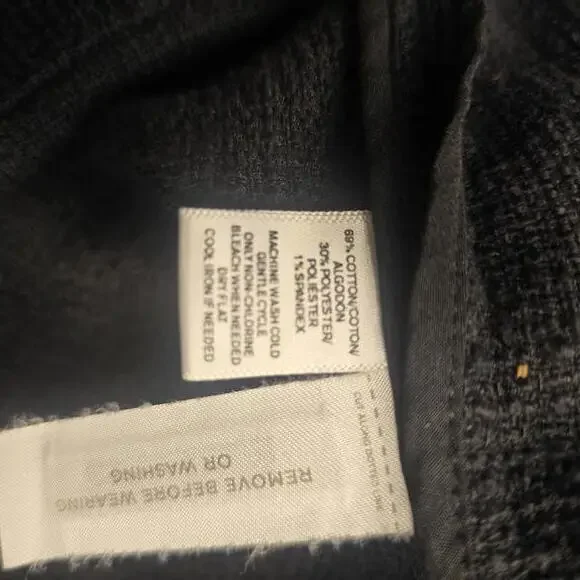 69% COTTON/COTON/
ALGODON
30% POLYESTER/
POLIÉSTER
1% SPANDEX
MACHINE WASH COLD
GENTLE CYCLE
ONLY NON-CHLORINE
BLEACH WHEN NEEDED
DRY FLAT
COOL IRON IF NEEDED
CUT ALONG DOTTED LINE
REMOVE BEFORE WEARING
OR WASHING